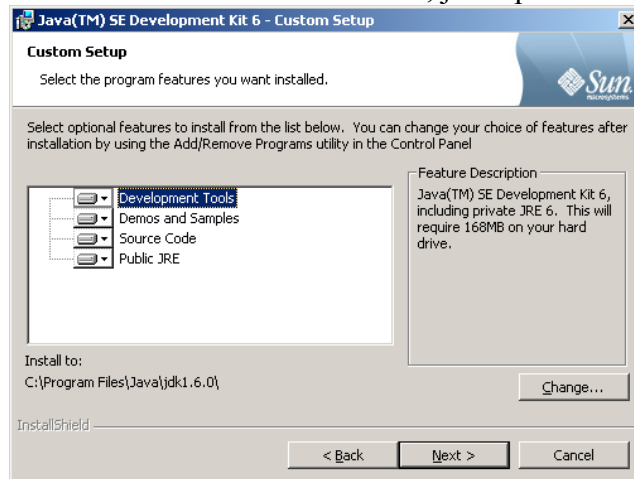 Java(TM) SE Development Kit 6 - Custom Setup
Custom Setup
Select the program features you want installed.
Sun
microsystems
Select optional features to install from the list below. You can change your choice of features after
installation by using the Add/Remove Programs utility in the Control Panel
Development Tools
Demos and Samples
Source Code
Public JRE
Feature Description
Java(TM) SE Development Kit 6,
including private JRE 6. This will
require 168MB on your hard
drive.
Install to:
C:\Program Files\Java\jdk1.6.0\
Change...
InstallShield
< Back
Next >
Cancel